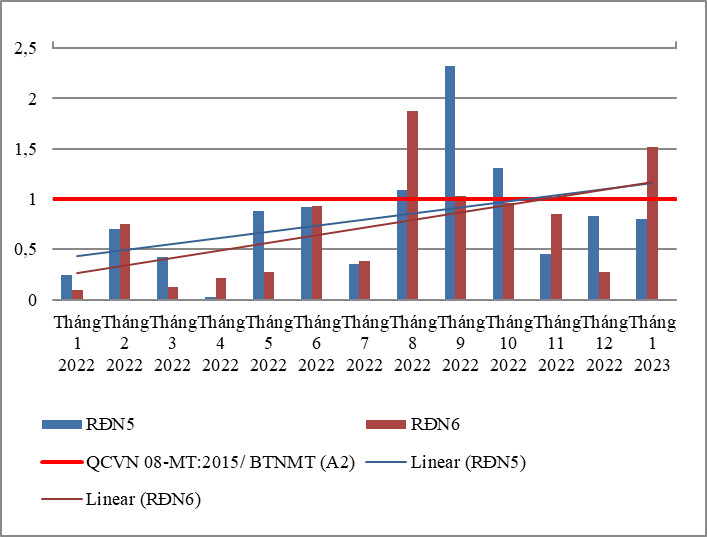 2,5
2
1,5
1
0,5
0
Tháng Tháng Tháng Tháng Tháng Tháng Tháng Tháng Tháng Tháng Tháng Tháng Tháng
1 2 3 4 5 6 7 8 9 10 11 12 1
2022 2022 2022 2022 2022 2022 2022 2022 2022 2022 2022 2022 2023
RĐN5 RĐN6
QCVN 08-MT:2015/ BTNMT (A2) Linear (RĐN5)
Linear (RĐN6)